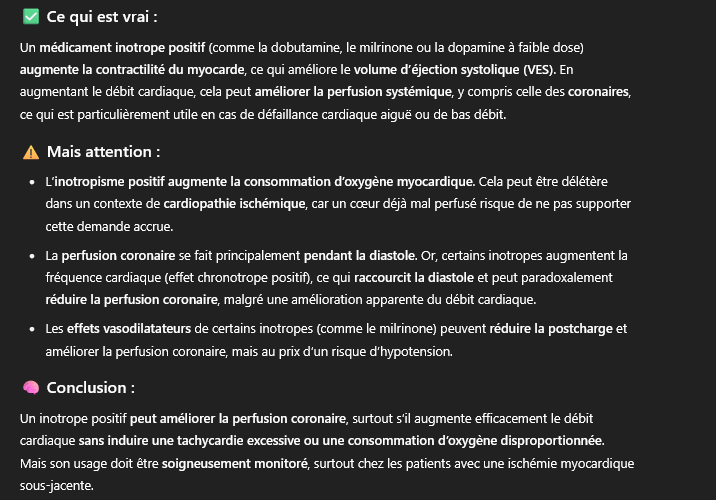 ✅ Ce qui est vrai :
Un médicament inotrope positif (comme la dobutamine, le milrinone ou la dopamine à faible dose)
augmente la contractilité du myocarde, ce qui améliore le volume d’éjection systolique (VES). En
augmentant le débit cardiaque, cela peut améliorer la perfusion systémique, y compris celle des coronaires,
ce qui est particulièrement utile en cas de défaillance cardiaque aiguë ou de bas débit.
⚠️ Mais attention :
• L’inotropisme positif augmente la consommation d’oxygène myocardique. Cela peut être délétère
dans un contexte de cardiopathie ischémique, car un cœur déjà mal perfusé risque de ne pas supporter
cette demande accrue.
• La perfusion coronaire se fait principalement pendant la diastole. Or, certains inotropes augmentent la
fréquence cardiaque (effet chronotrope positif), ce qui raccourcit la diastole et peut paradoxalement
réduire la perfusion coronaire, malgré une amélioration apparente du débit cardiaque.
• Les effets vasodilatateurs de certains inotropes (comme le milrinone) peuvent réduire la postcharge et
améliorer la perfusion coronaire, mais au prix d’un risque d’hypotension.
🧠 Conclusion :
Un inotrope positif peut améliorer la perfusion coronaire, surtout s’il augmente efficacement le débit
cardiaque sans induire une tachycardie excessive ou une consommation d’oxygène disproportionnée.
Mais son usage doit être soigneusement monitoré, surtout chez les patients avec une ischémie myocardique
sous-jacente.